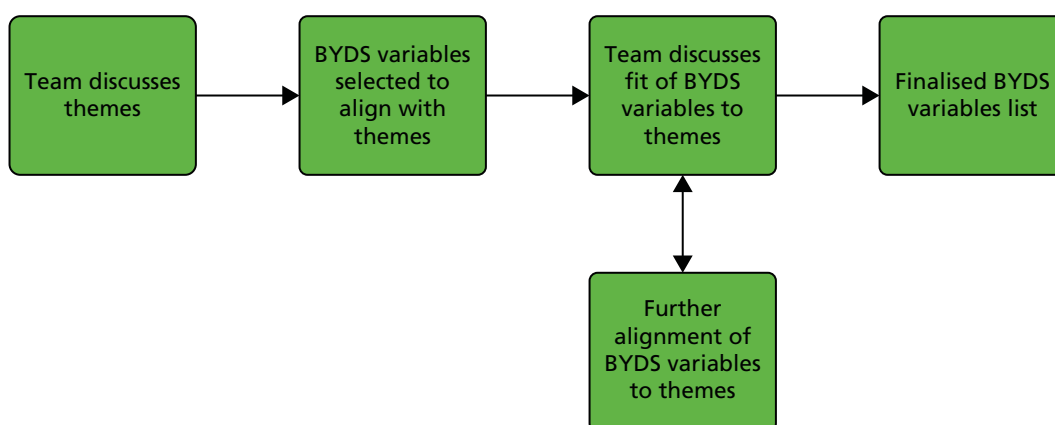 Team discusses
themes
BYDS variables
selected to
align with
themes
Team discusses
fit of BYDS
variables to
themes
Finalised BYDS
variables list
Further
alignment of
BYDS variables
to themes